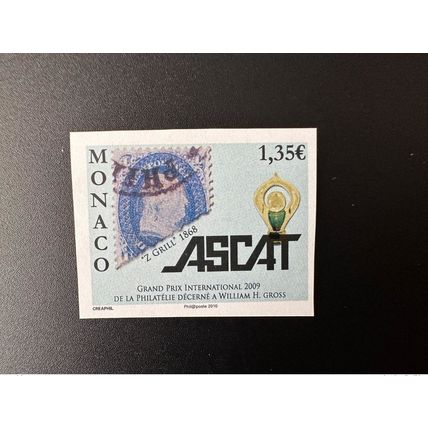 MONACO
1,35€
"Z GRILL" 1868
ASCAT
GRAND PRIX INTERNATIONAL 2009
DE LA PHILATÉLIE DÉCERNÉ A WILLIAM H. GROSS
CREAPHIL
Phil@poste 2010